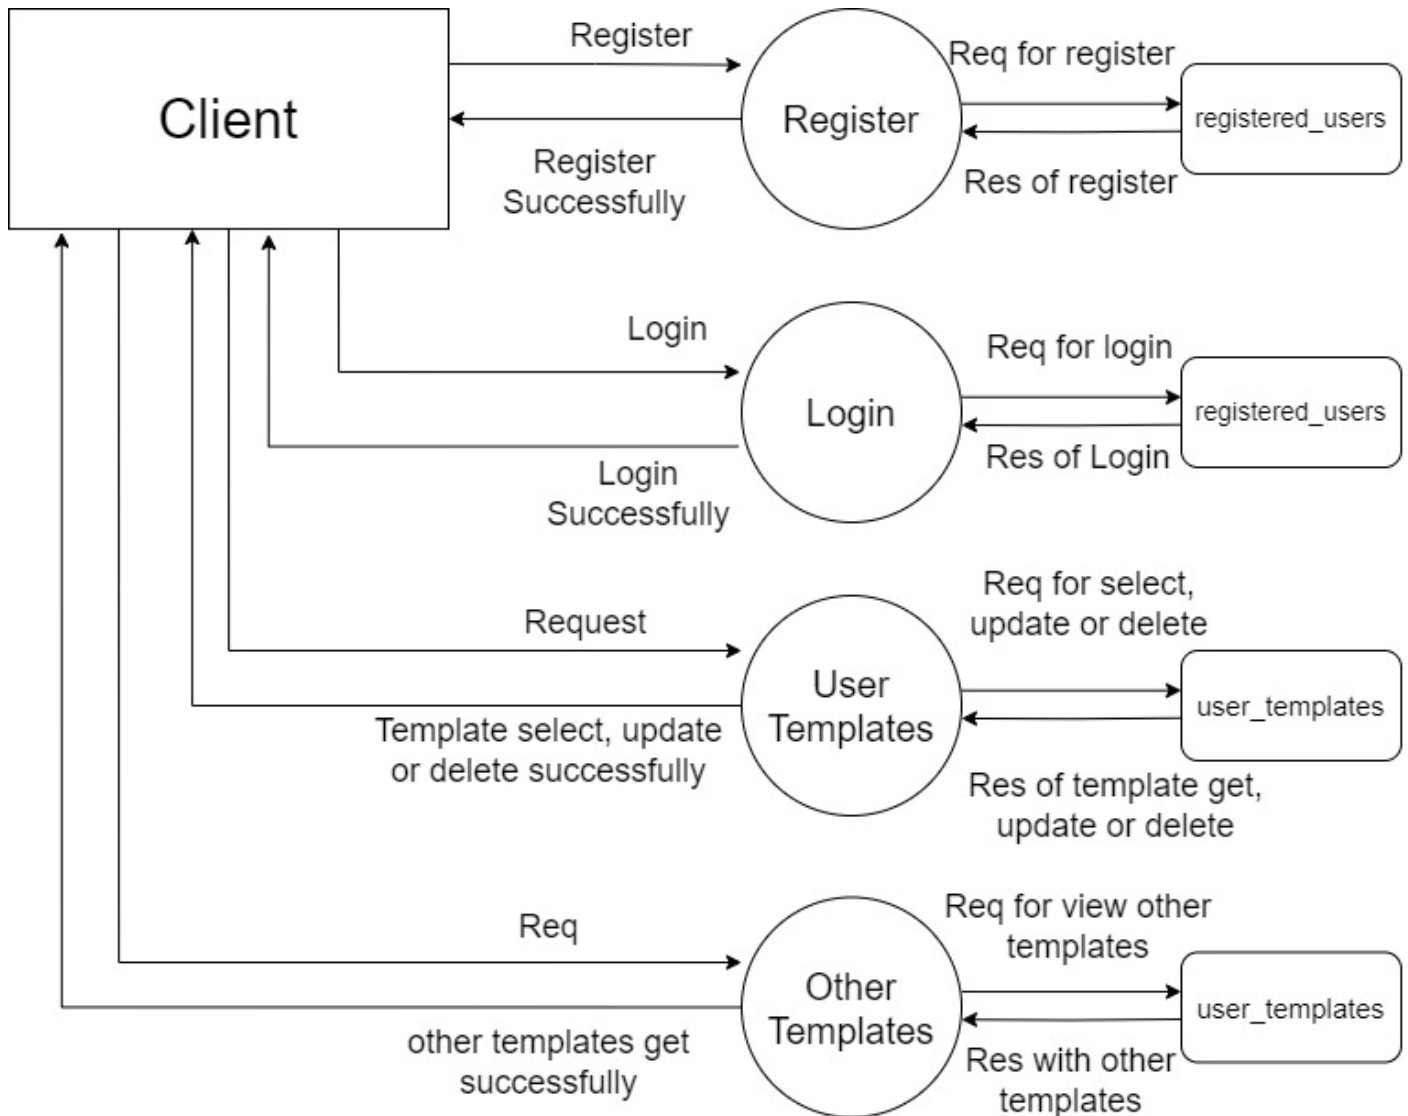 Client
Register
Register
Successfully
Register
Req for register
Res of register
registered_users
Login
Login
Successfully
Login
Req for login
Res of Login
registered_users
Request
Template select, update
or delete successfully
User
Templates
Req for select,
update or delete
Res of template get,
update or delete
user_templates
Req
other templates get
successfully
Other
Templates
Req for view other
templates
Res with other
templates
user_templates